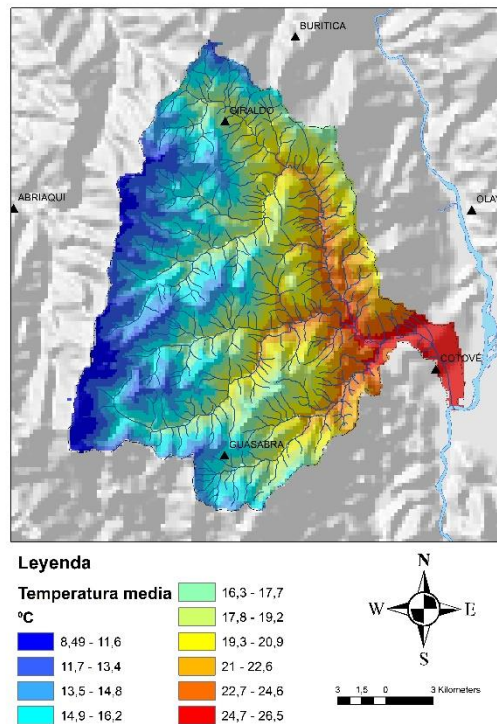 BURITICA
GIRALDO
ABRIAQUI
OLAY
COTOVÉ
GUASABRA
Leyenda
Temperatura media
ºC
8,49 - 11,6
11,7 - 13,4
13,5 - 14,8
14,9 - 16,2
16,3 - 17,7
17,8 - 19,2
19,3 - 20,9
21 - 22,6
22,7 - 24,6
24,7 - 26,5
N
W E
S
3 1,5 0 3 Kilometers